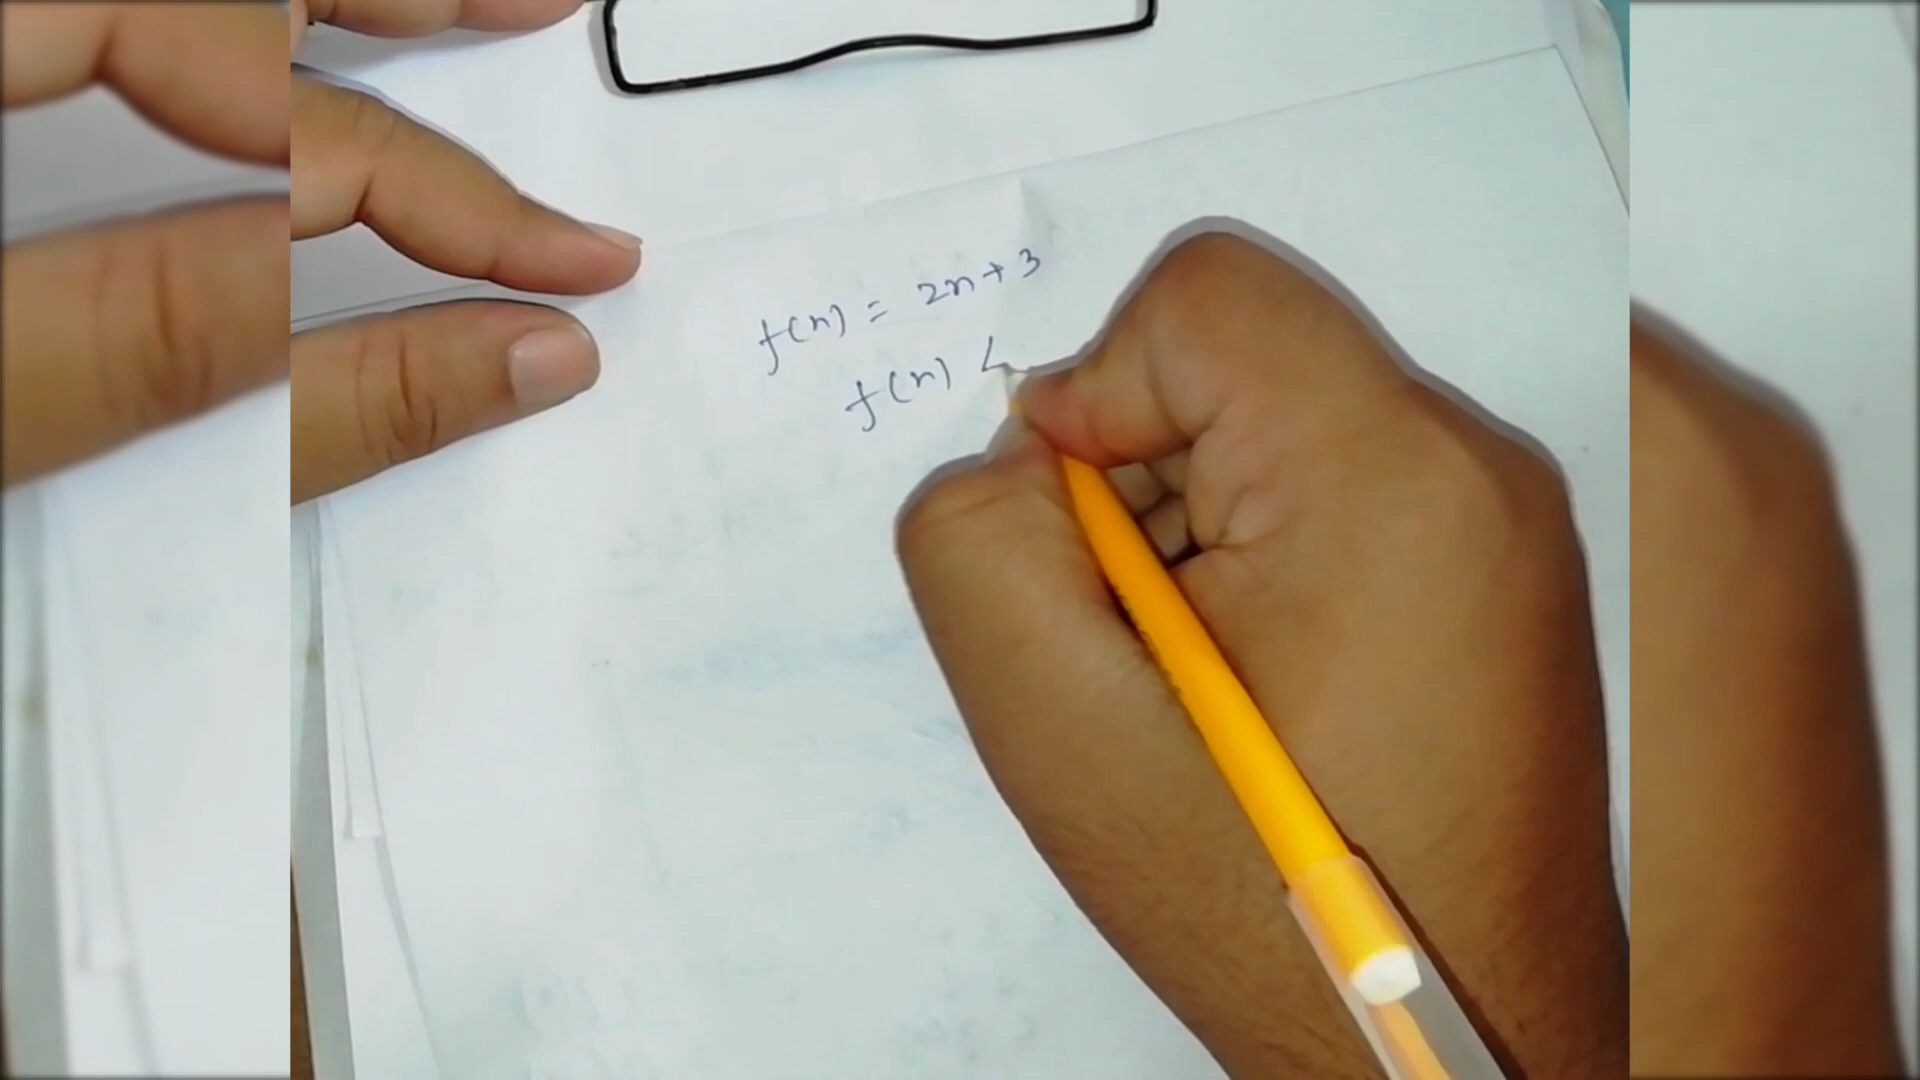 f(n) = 2n+3
f(n) <